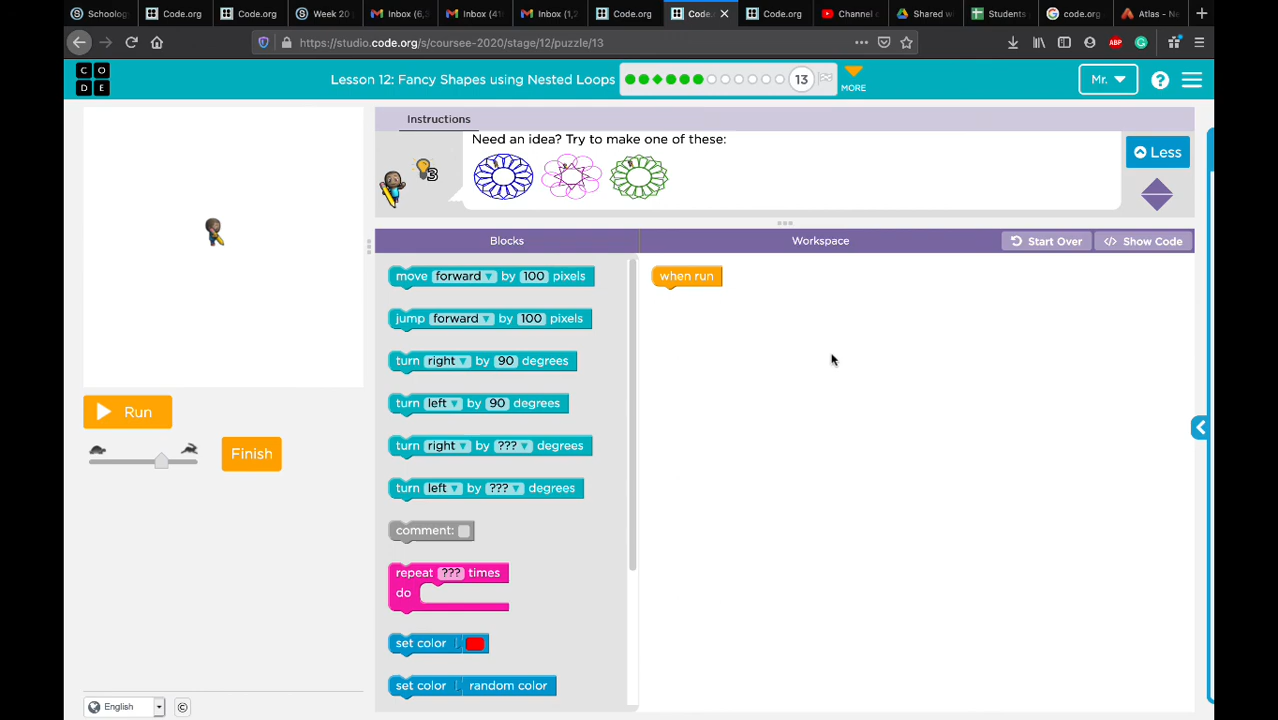 Schoolog
Code.org
Code.org
Week 20
Inbox (6,
Inbox (41
Inbox (1,2
Code.org
Code.
Code.org
Channel
Shared w
Students
code.org
Atlas - Ne
https://studio.code.org/s/coursee-2020/stage/12/puzzle/13
ABP
C O
D E
Lesson 12: Fancy Shapes using Nested Loops
13
MORE
Mr.
?
Instructions
Need an idea? Try to make one of these:
3
Less
Blocks
Workspace
Start Over
</> Show Code
move forward by 100 pixels
jump forward by 100 pixels
turn right by 90 degrees
turn left by 90 degrees
turn right by ??? degrees
turn left by ??? degrees
comment:
repeat ??? times
do
set color
set color random color
when run
Run
Finish
English
©